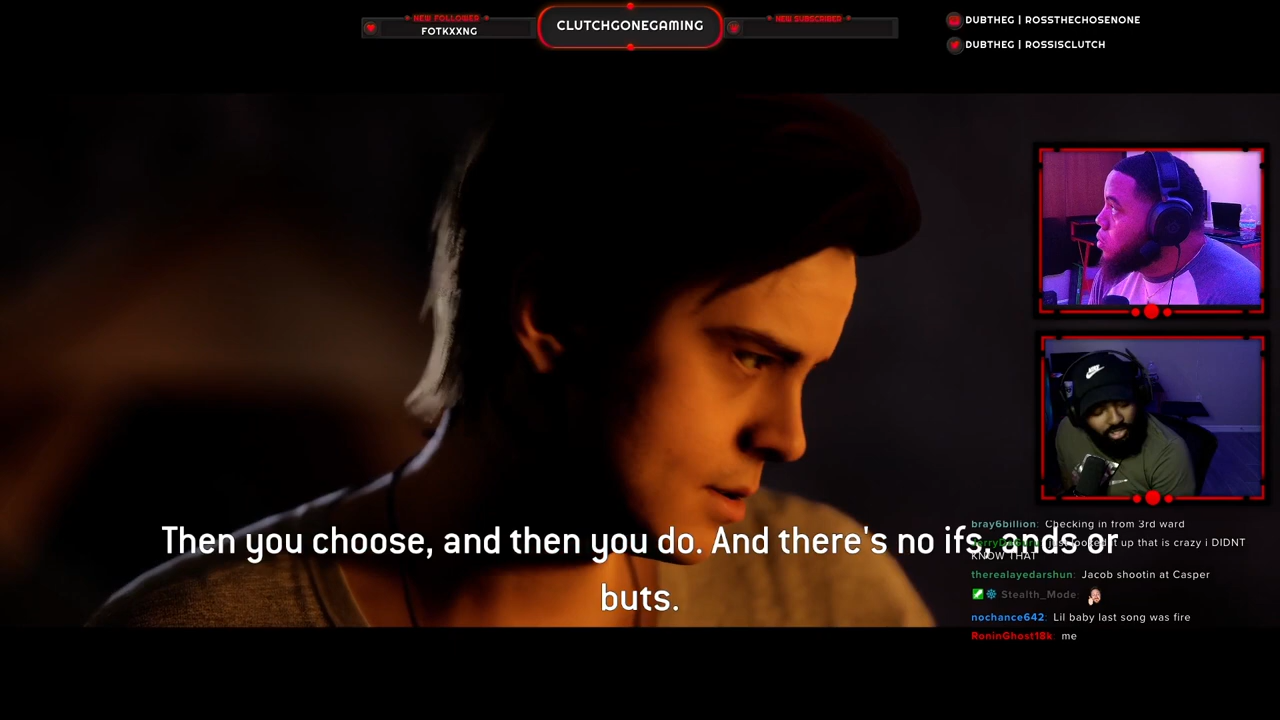 NEW FOLLOWER
FOTKXXNG
CLUTCHGONEGAMING
NEW SUBSCRIBER
DUBTHEG | ROSSTHECHOSENONE
DUBTHEG | ROSSISCLUTCH
Then you choose, and then you do. And there's no ifs, ands or
buts.
bray6billion: Checking in from 3rd ward
looked it up that is crazy i DIDNT
KNOW THAT
therealayedarshun: Jacob shootin at Casper
Stealth_Mode:
nochance642: Lil baby last song was fire
RoninGhost18k: me